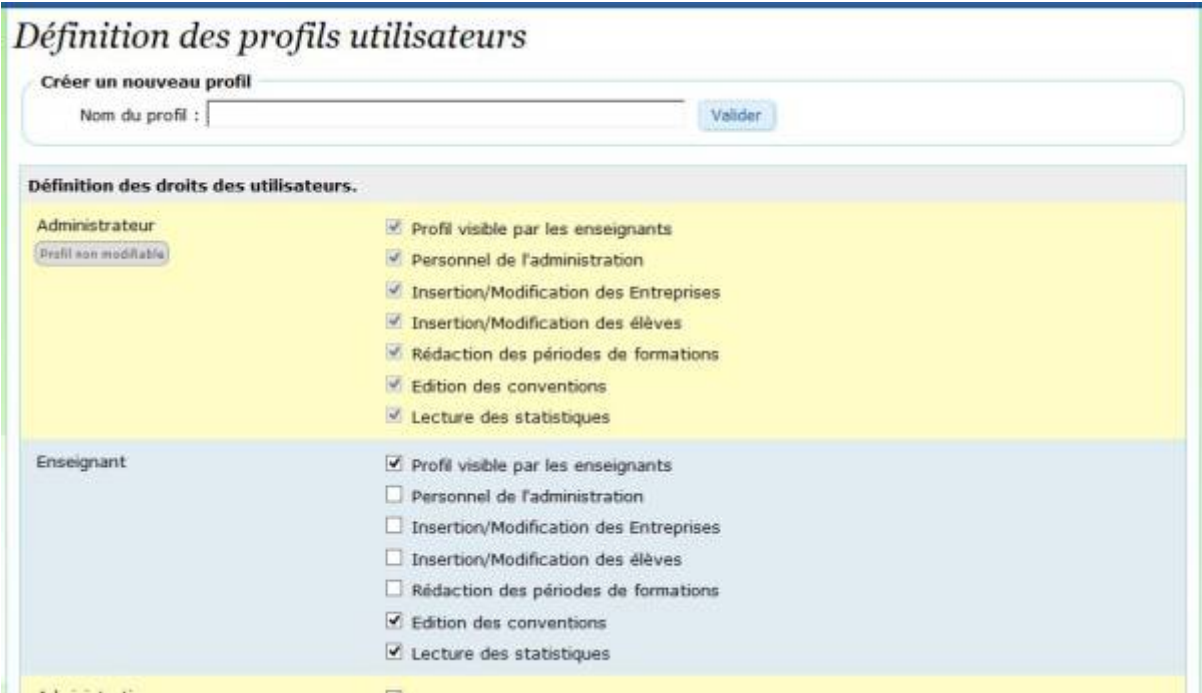 Définition des profils utilisateurs
Créer un nouveau profil
Nom du profil :
Valider
Définition des droits des utilisateurs.
Administrateur
Profil non modifiable
Profil visible par les enseignants
Personnel de l'administration
Insertion/Modification des Entreprises
Insertion/Modification des élèves
Rédaction des périodes de formations
Edition des conventions
Lecture des statistiques
Enseignant
Profil visible par les enseignants
Personnel de l'administration
Insertion/Modification des Entreprises
Insertion/Modification des élèves
Rédaction des périodes de formations
Edition des conventions
Lecture des statistiques